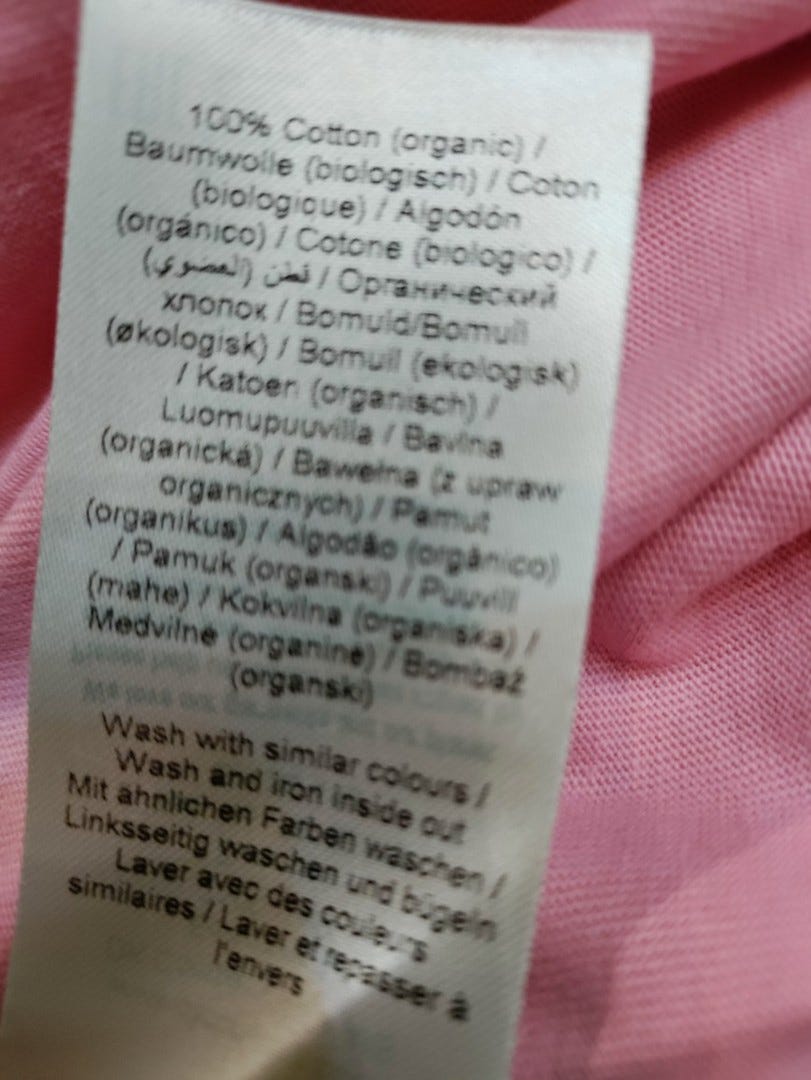 100% Cotton (organic) /
Baumwolle (biologisch) / Coton
(biologique) / Algodón
(orgánico) / Cotone (biologico) /
قطن (العضوي) / Органический
хлопок / Bomuld/Bomull
(økologisk) / Bomull (ekologisk)
/ Katoen (organisch) /
Luomupuuvilla / Bavlna
(organická) / Bawełna (z upraw
organicznych) / Pamut
(organikus) / Algodão (orgânico)
/ Pamuk (organski) / Puuvill
(mahe) / Kokvilna (organiska) /
Medvilnė (organinė) / Bombaž
(organski)
Wash with similar colours /
Wash and iron inside out
Mit ähnlichen Farben waschen /
Linksseitig waschen und bügeln
Laver avec des couleurs
similaires / Laver et repasser à
l'envers